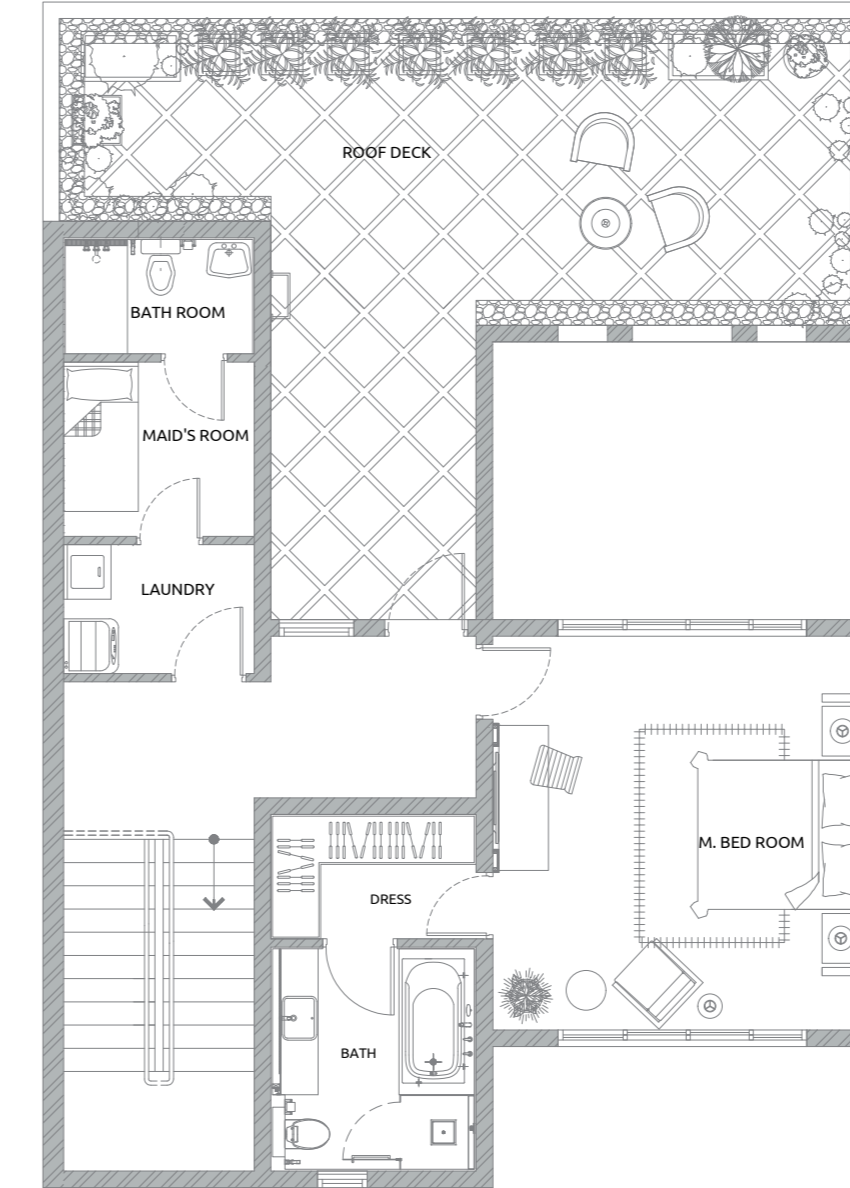 ROOF DECK
BATH ROOM
MAID'S ROOM
LAUNDRY
M. BED ROOM
DRESS
BATH